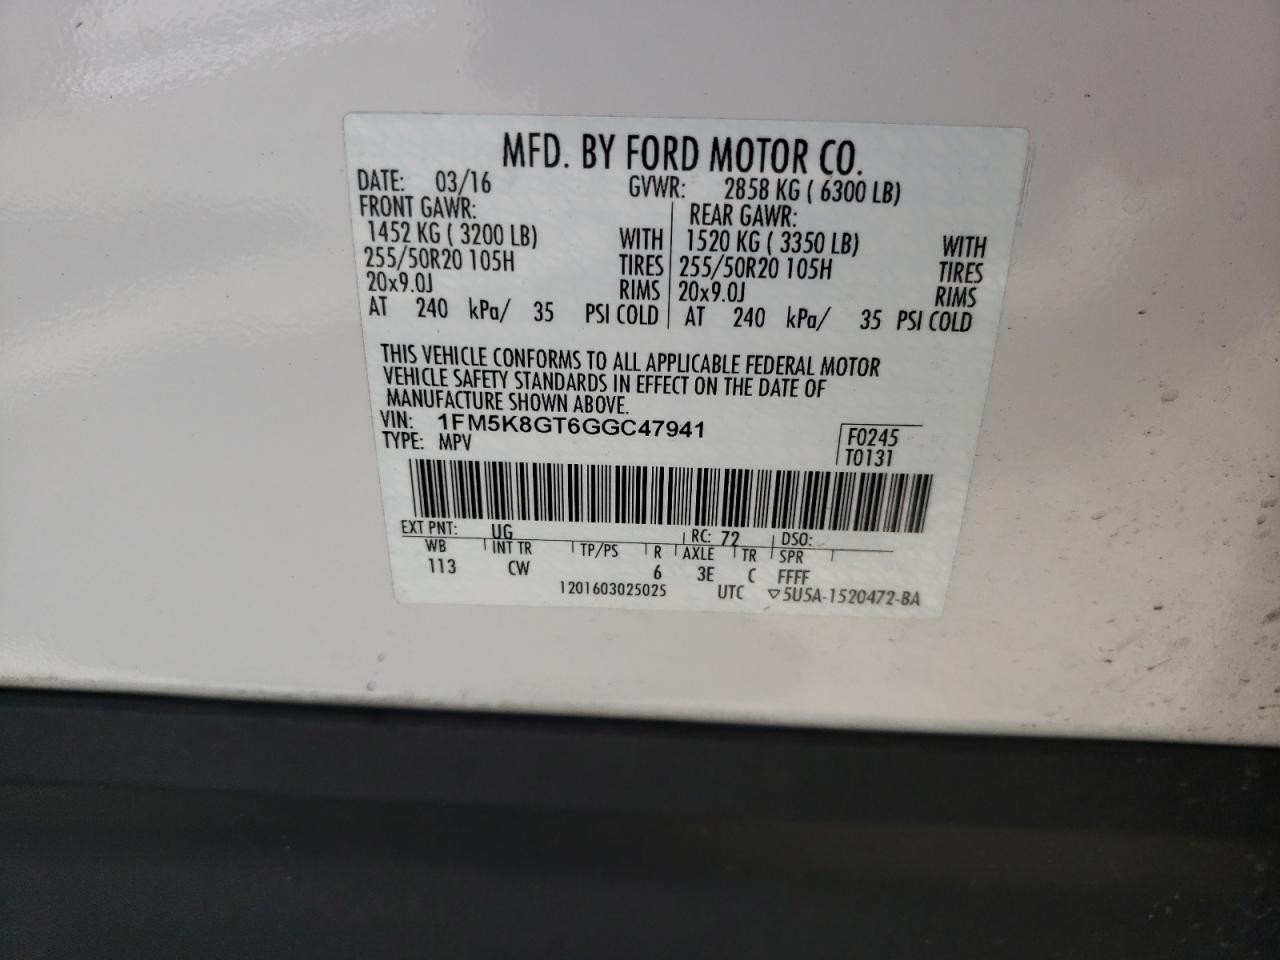 MFD. BY FORD MOTOR CO.
DATE: 03/16 GVWR: 2858 KG ( 6300 LB)
FRONT GAWR: REAR GAWR:
1452 KG ( 3200 LB) WITH 1520 KG ( 3350 LB) WITH
255/50R20 105H TIRES 255/50R20 105H TIRES
20x9.0J RIMS 20x9.0J RIMS
AT 240 kPa/ 35 PSI COLD AT 240 kPa/ 35 PSI COLD
THIS VEHICLE CONFORMS TO ALL APPLICABLE FEDERAL MOTOR
VEHICLE SAFETY STANDARDS IN EFFECT ON THE DATE OF
MANUFACTURE SHOWN ABOVE.
VIN: 1FM5K8GT6GGC47941 F0245
TYPE: MPV T0131
EXT PNT: UG RC: 72 DSO:
WB INT TR TP/PS R AXLE TR SPR
113 CW 6 3E C FFFF
1201603025025 UTC ▽5U5A-1520472-BA